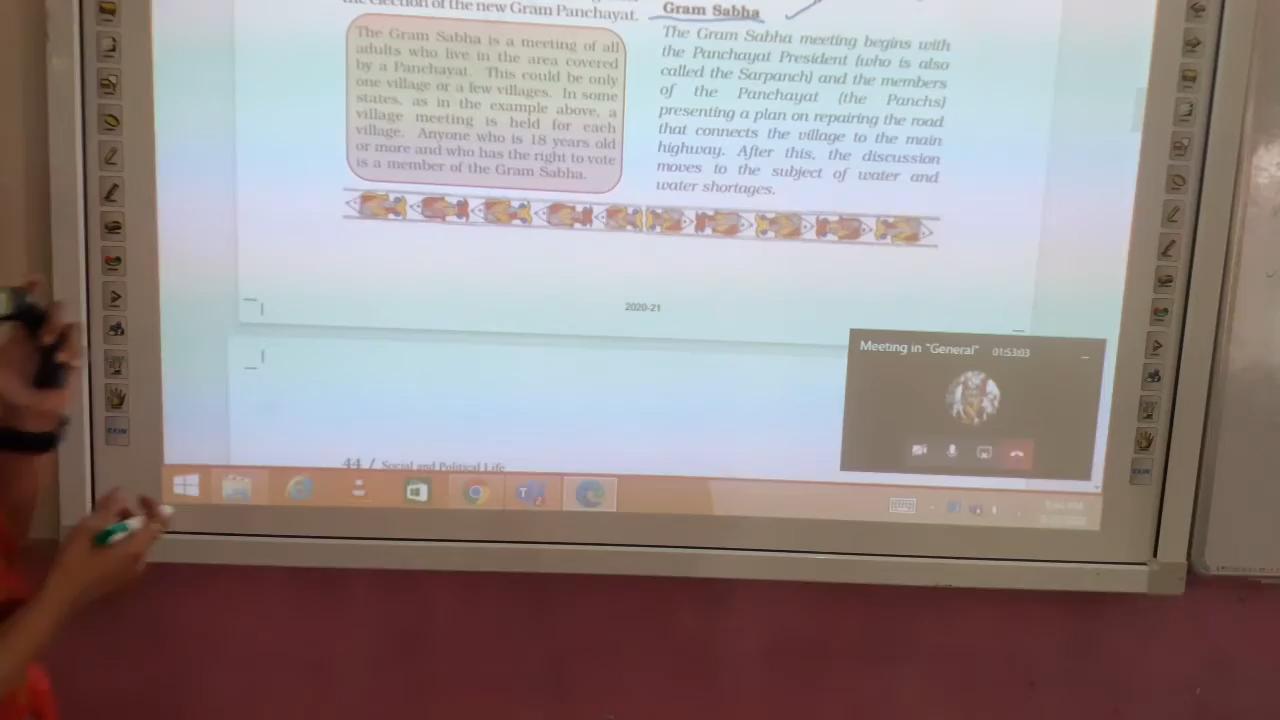 the election of the new Gram Panchayat.
The Gram Sabha is a meeting of all
adults who live in the area covered
by a Panchayat. This could be only
one village or a few villages. In some
states, as in the example above, a
village meeting is held for each
village. Anyone who is 18 years old
or more and who has the right to vote
is a member of the Gram Sabha.
Gram Sabha
The Gram Sabha meeting begins with
the Panchayat President (who is also
called the Sarpanch) and the members
of the Panchayat (the Panchs)
presenting a plan on repairing the road
that connects the village to the main
highway. After this, the discussion
moves to the subject of water and
water shortages.
2020-21
Meeting in "General" 01:53:03
44 / Social and Political Life